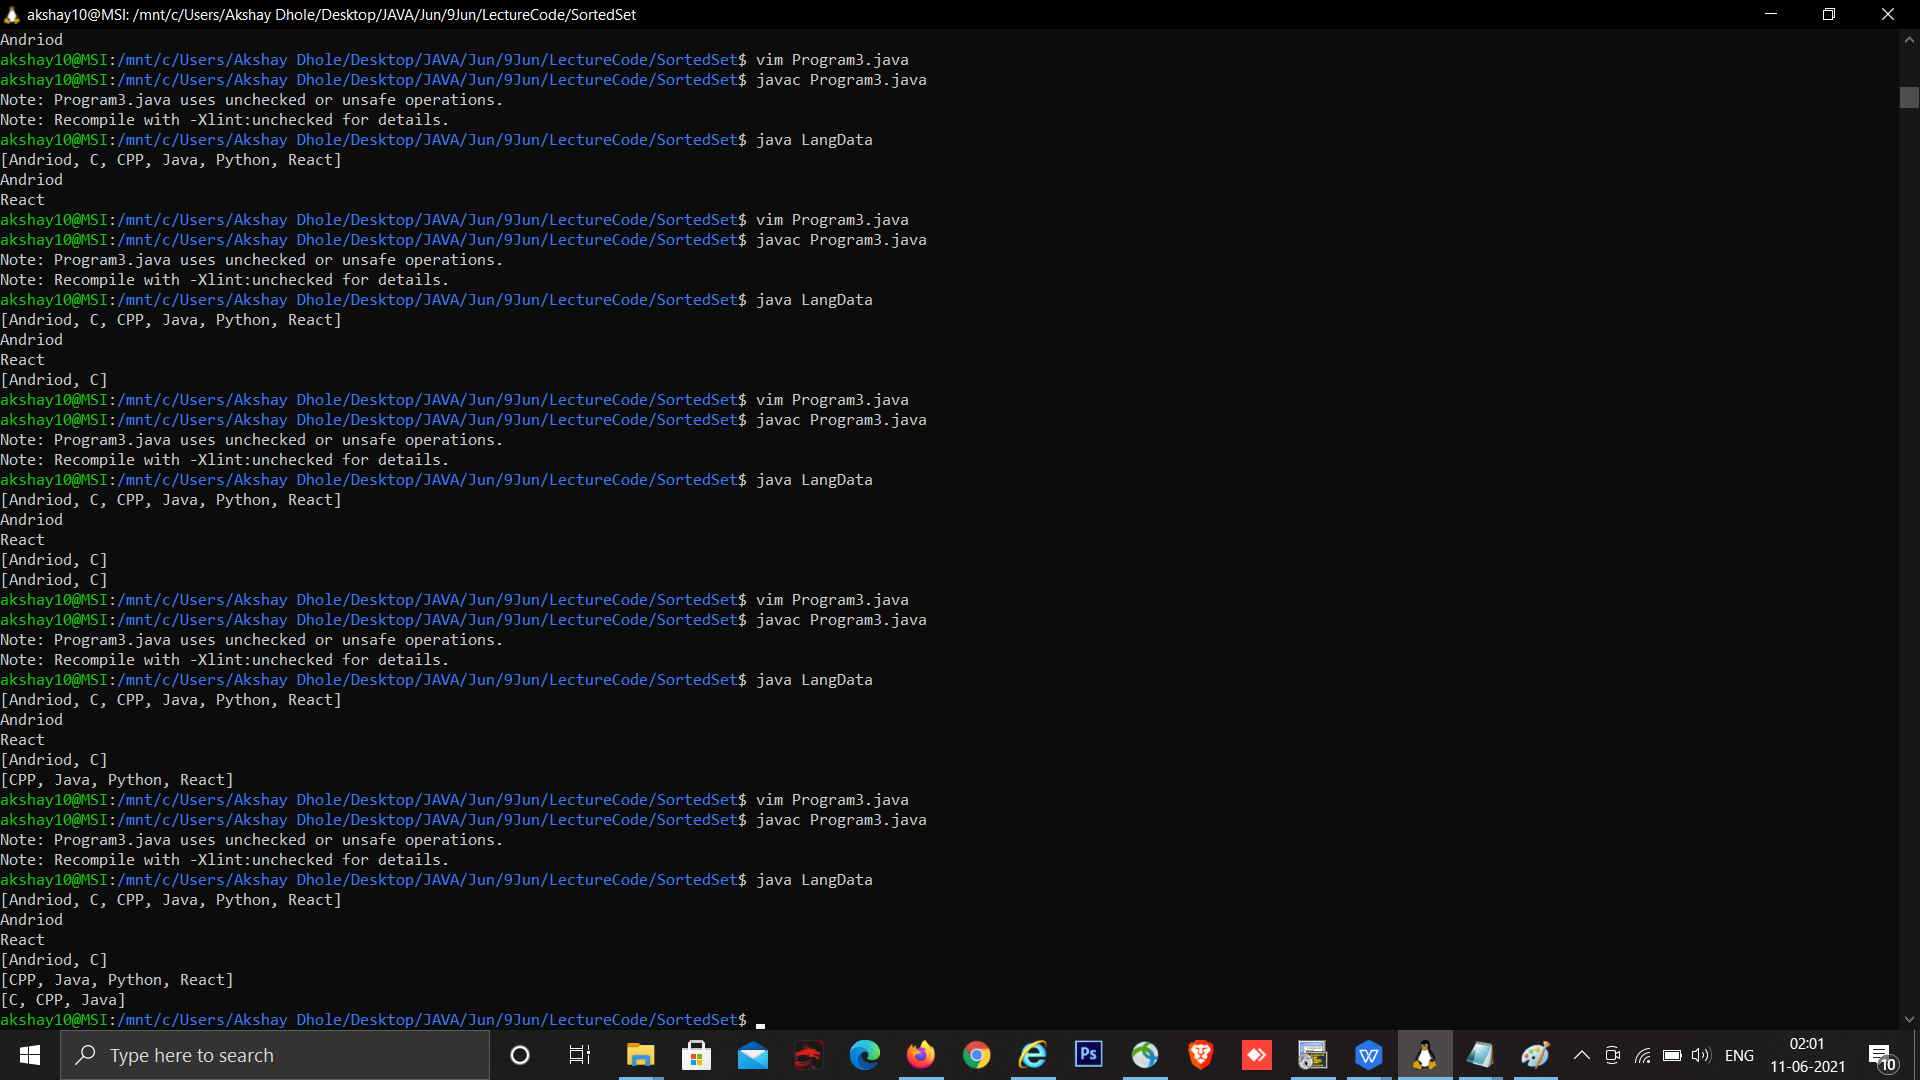 akshay10@MSI: /mnt/c/Users/Akshay Dhole/Desktop/JAVA/Jun/9Jun/LectureCode/SortedSet
Andriod
akshay10@MSI:/mnt/c/Users/Akshay Dhole/Desktop/JAVA/Jun/9Jun/LectureCode/SortedSet$ vim Program3.java
akshay10@MSI:/mnt/c/Users/Akshay Dhole/Desktop/JAVA/Jun/9Jun/LectureCode/SortedSet$ javac Program3.java
Note: Program3.java uses unchecked or unsafe operations.
Note: Recompile with -Xlint:unchecked for details.
akshay10@MSI:/mnt/c/Users/Akshay Dhole/Desktop/JAVA/Jun/9Jun/LectureCode/SortedSet$ java LangData
[Andriod, C, CPP, Java, Python, React]
Andriod
React
akshay10@MSI:/mnt/c/Users/Akshay Dhole/Desktop/JAVA/Jun/9Jun/LectureCode/SortedSet$ vim Program3.java
akshay10@MSI:/mnt/c/Users/Akshay Dhole/Desktop/JAVA/Jun/9Jun/LectureCode/SortedSet$ javac Program3.java
Note: Program3.java uses unchecked or unsafe operations.
Note: Recompile with -Xlint:unchecked for details.
akshay10@MSI:/mnt/c/Users/Akshay Dhole/Desktop/JAVA/Jun/9Jun/LectureCode/SortedSet$ java LangData
[Andriod, C, CPP, Java, Python, React]
Andriod
React
[Andriod, C]
akshay10@MSI:/mnt/c/Users/Akshay Dhole/Desktop/JAVA/Jun/9Jun/LectureCode/SortedSet$ vim Program3.java
akshay10@MSI:/mnt/c/Users/Akshay Dhole/Desktop/JAVA/Jun/9Jun/LectureCode/SortedSet$ javac Program3.java
Note: Program3.java uses unchecked or unsafe operations.
Note: Recompile with -Xlint:unchecked for details.
akshay10@MSI:/mnt/c/Users/Akshay Dhole/Desktop/JAVA/Jun/9Jun/LectureCode/SortedSet$ java LangData
[Andriod, C, CPP, Java, Python, React]
Andriod
React
[Andriod, C]
[Andriod, C]
akshay10@MSI:/mnt/c/Users/Akshay Dhole/Desktop/JAVA/Jun/9Jun/LectureCode/SortedSet$ vim Program3.java
akshay10@MSI:/mnt/c/Users/Akshay Dhole/Desktop/JAVA/Jun/9Jun/LectureCode/SortedSet$ javac Program3.java
Note: Program3.java uses unchecked or unsafe operations.
Note: Recompile with -Xlint:unchecked for details.
akshay10@MSI:/mnt/c/Users/Akshay Dhole/Desktop/JAVA/Jun/9Jun/LectureCode/SortedSet$ java LangData
[Andriod, C, CPP, Java, Python, React]
Andriod
React
[Andriod, C]
[CPP, Java, Python, React]
akshay10@MSI:/mnt/c/Users/Akshay Dhole/Desktop/JAVA/Jun/9Jun/LectureCode/SortedSet$ vim Program3.java
akshay10@MSI:/mnt/c/Users/Akshay Dhole/Desktop/JAVA/Jun/9Jun/LectureCode/SortedSet$ javac Program3.java
Note: Program3.java uses unchecked or unsafe operations.
Note: Recompile with -Xlint:unchecked for details.
akshay10@MSI:/mnt/c/Users/Akshay Dhole/Desktop/JAVA/Jun/9Jun/LectureCode/SortedSet$ java LangData
[Andriod, C, CPP, Java, Python, React]
Andriod
React
[Andriod, C]
[CPP, Java, Python, React]
[C, CPP, Java]
akshay10@MSI:/mnt/c/Users/Akshay Dhole/Desktop/JAVA/Jun/9Jun/LectureCode/SortedSet$
Type here to search
Ps
ENG
02:01
11-06-2021
10